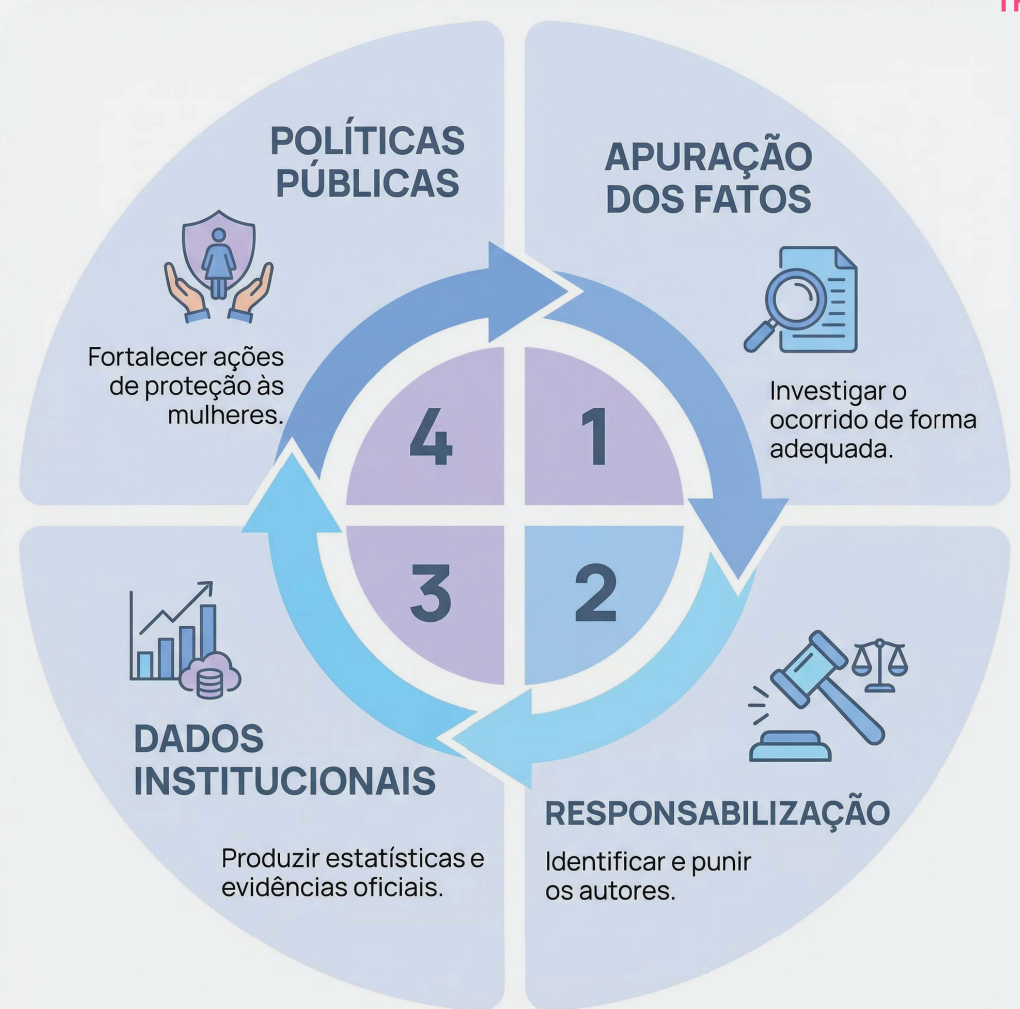 POLÍTICAS
PÚBLICAS
Fortalecer ações
de proteção às
mulheres.
APURAÇÃO
DOS FATOS
Investigar o
ocorrido de forma
adequada.
4
1
3
2
DADOS
INSTITUCIONAIS
Produzir estatísticas e
evidências oficiais.
RESPONSABILIZAÇÃO
Identificar e punir
os autores.